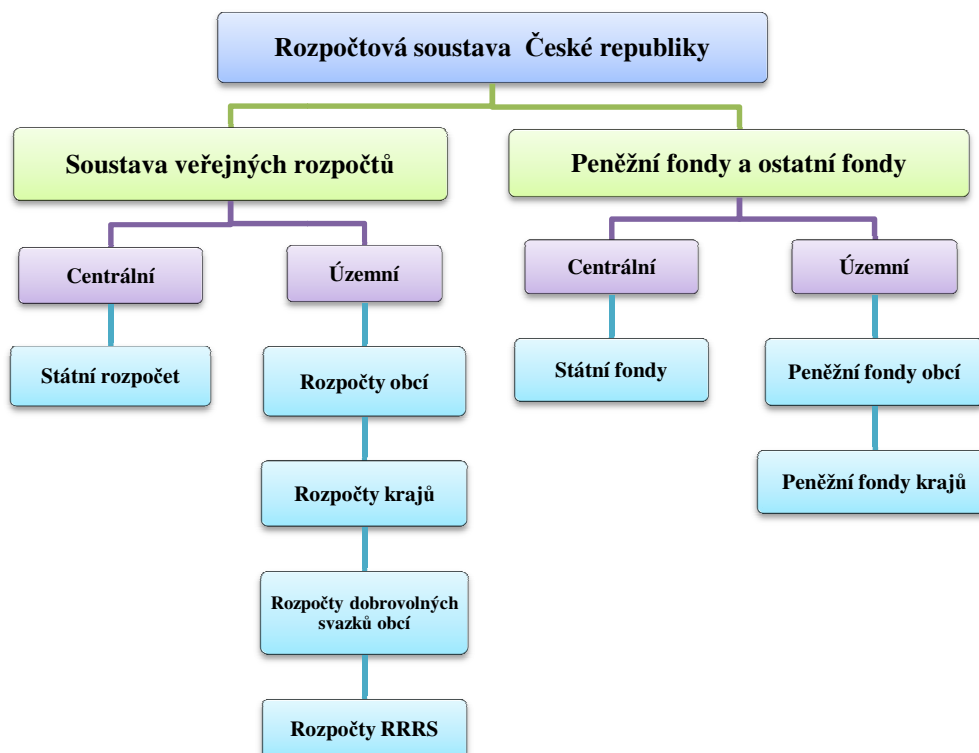 Rozpočtová soustava České republiky
Soustava veřejných rozpočtů
Peněžní fondy a ostatní fondy
Centrální
Územní
Centrální
Územní
Státní rozpočet
Rozpočty obcí
Státní fondy
Peněžní fondy obcí
Rozpočty krajů
Peněžní fondy krajů
Rozpočty dobrovolných
svazků obcí
Rozpočty RRRS